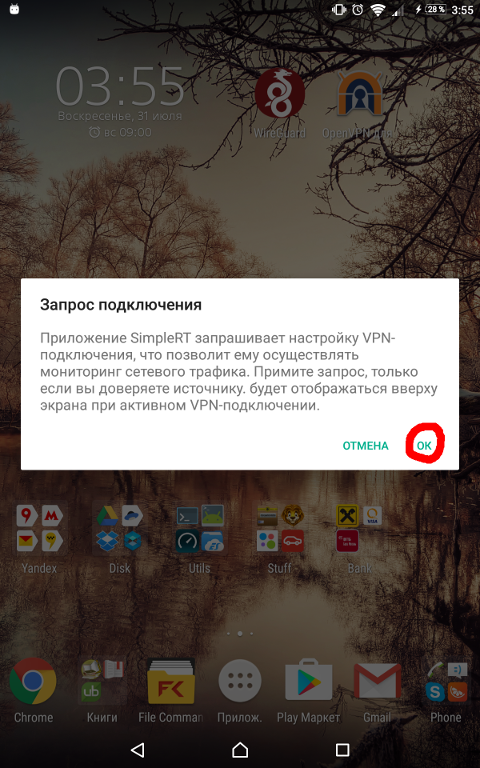 28 %
3:55
03:55
Воскресенье, 31 июля
вс 09:00
WireGuard
OpenVPN для
Запрос подключения
Приложение SimpleRT запрашивает настройку VPN-
подключения, что позволит ему осуществлять
мониторинг сетевого трафика. Примите запрос, только
если вы доверяете источнику. будет отображаться вверху
экрана при активном VPN-подключении.
ОТМЕНА
ОК
Yandex
Disk
Utils
Stuff
Bank
Chrome
Книги
File Comman
Прилож.
Play Маркет
Gmail
Phone